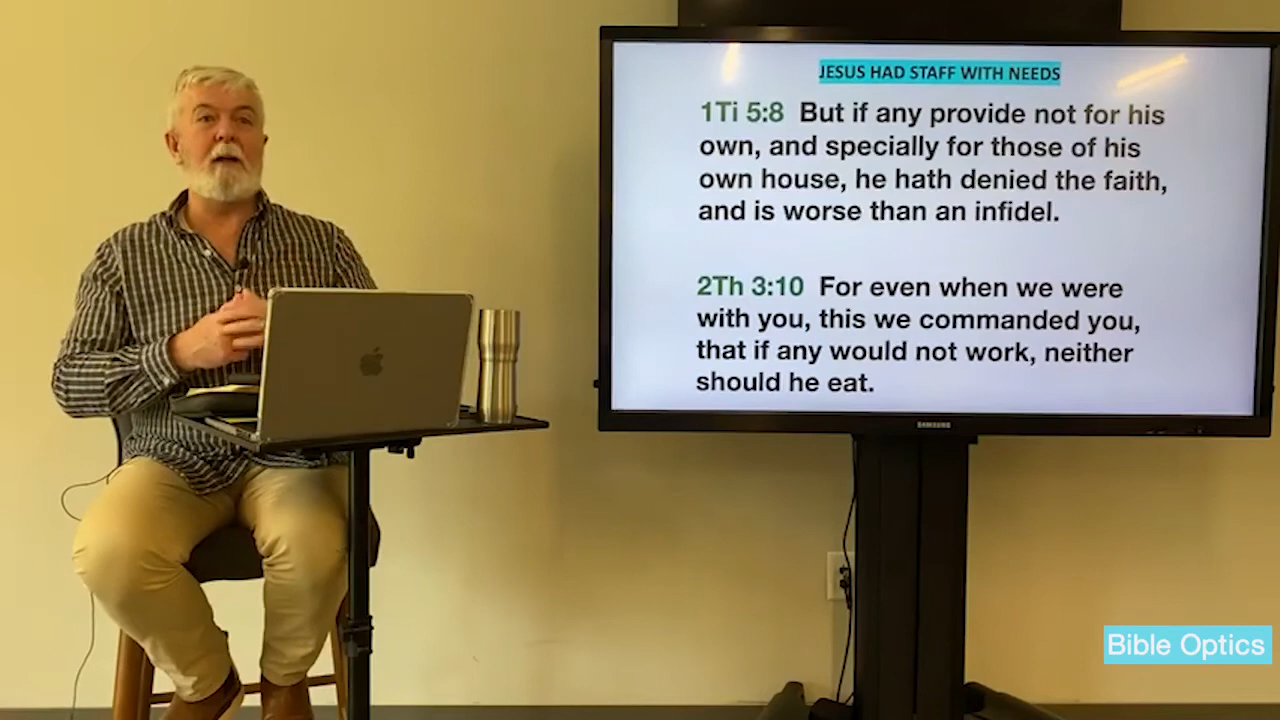 JESUS HAD STAFF WITH NEEDS
1Ti 5:8 But if any provide not for his
own, and specially for those of his
own house, he hath denied the faith,
and is worse than an infidel.
2Th 3:10 For even when we were
with you, this we commanded you,
that if any would not work, neither
should he eat.
SAMSUNG
Bible Optics